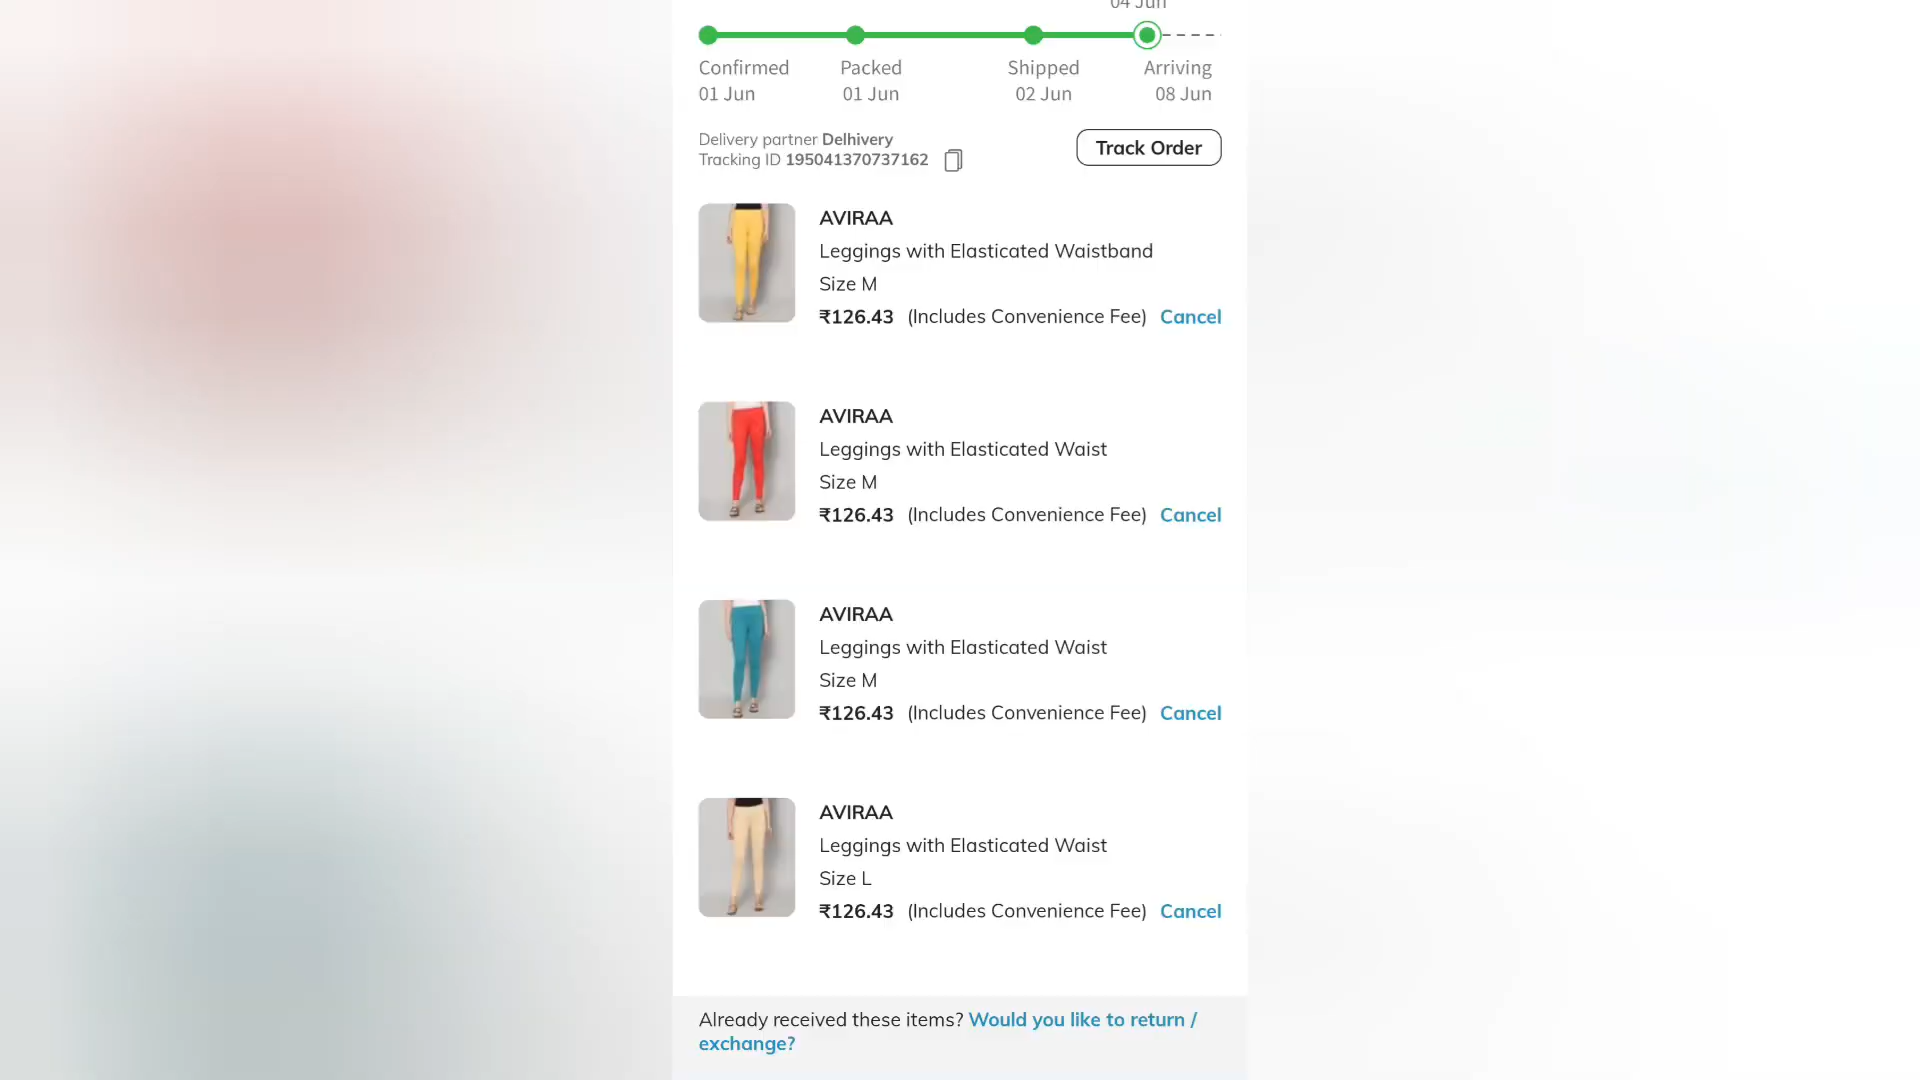 04 Jun
Confirmed Packed Shipped Arriving
01 Jun 01 Jun 02 Jun 08 Jun
Delivery partner Delhivery
Tracking ID 195041370737162
Track Order
AVIRAA
Leggings with Elasticated Waistband
Size M
₹126.43 (Includes Convenience Fee) Cancel
AVIRAA
Leggings with Elasticated Waist
Size M
₹126.43 (Includes Convenience Fee) Cancel
AVIRAA
Leggings with Elasticated Waist
Size M
₹126.43 (Includes Convenience Fee) Cancel
AVIRAA
Leggings with Elasticated Waist
Size L
₹126.43 (Includes Convenience Fee) Cancel
Already received these items? Would you like to return /
exchange?